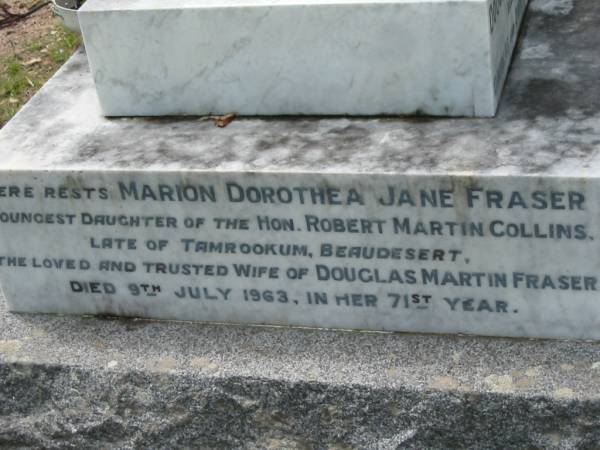 ERE RESTS MARION DOROTHEA JANE FRASER
OUNGEST DAUGHTER OF THE HON. ROBERT MARTIN COLLINS,
LATE OF TAMROOKUM, BEAUDESERT,
THE LOVED AND TRUSTED WIFE OF DOUGLAS MARTIN FRASER
DIED 9TH JULY 1963, IN HER 71ST YEAR.